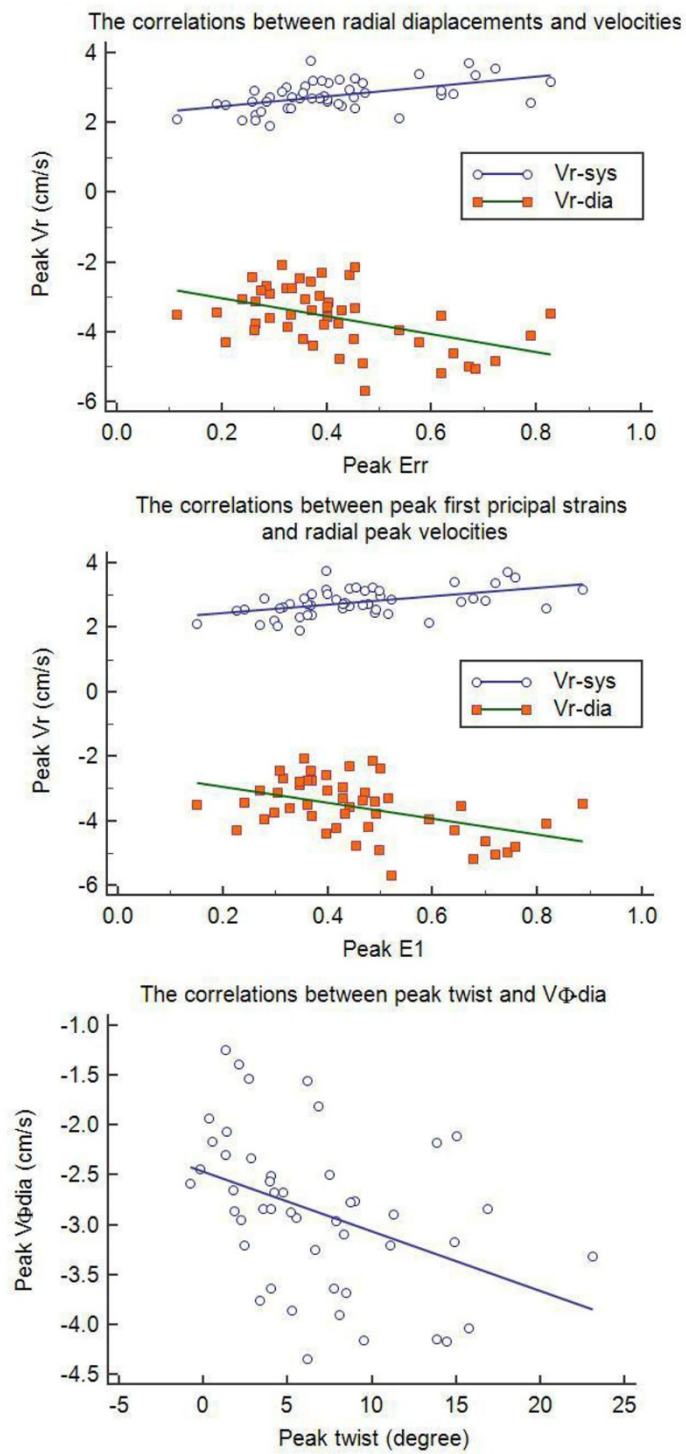 The correlations between radial diaplacements and velocities
4
2
0
-2
-4
-6
Peak Vr (cm/s)
Vr-sys
Vr-dia
0.0 0.2 0.4 0.6 0.8 1.0
Peak Err
The correlations between peak first pricipal strains
and radial peak velocities
4
2
0
-2
-4
-6
Peak Vr (cm/s)
Vr-sys
Vr-dia
0.0 0.2 0.4 0.6 0.8 1.0
Peak E1
The correlations between peak twist and VΦdia
-1.0
-1.5
-2.0
-2.5
-3.0
-3.5
-4.0
-4.5
Peak VΦdia (cm/s)
-5 0 5 10 15 20 25
Peak twist (degree)